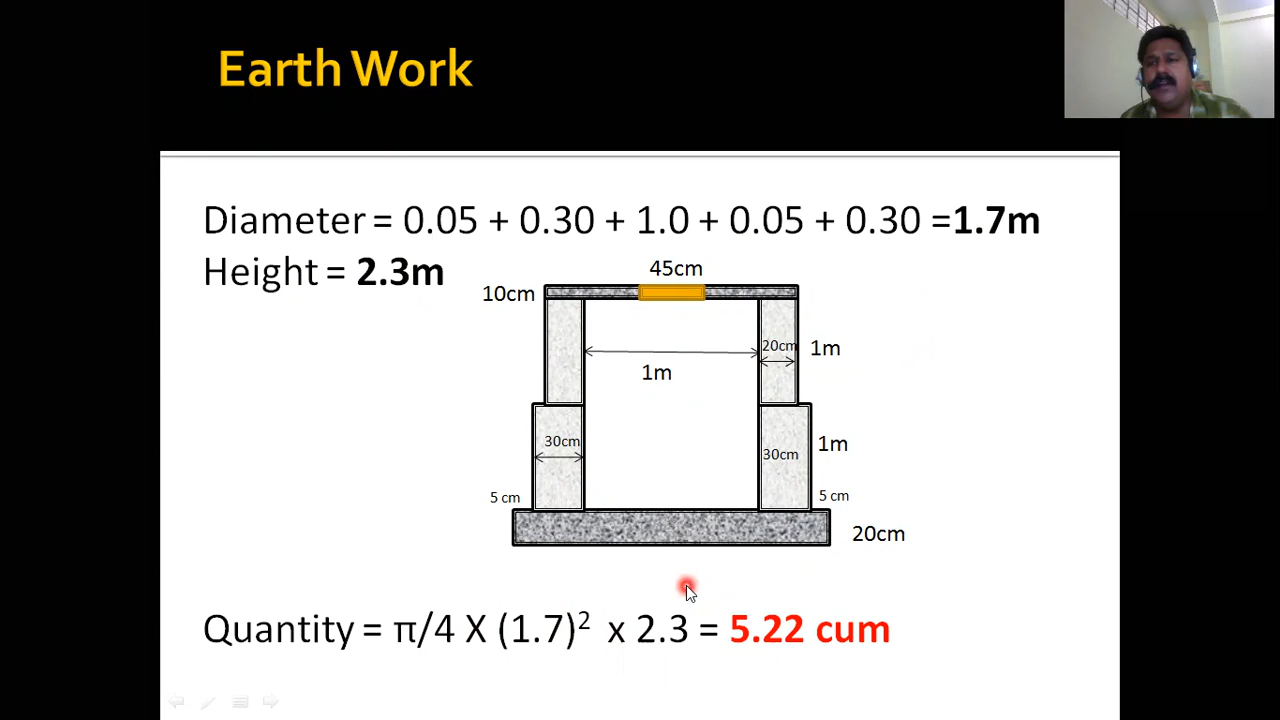 Earth Work
Diameter = 0.05 + 0.30 + 1.0 + 0.05 + 0.30 =1.7m
Height = 2.3m
45cm
10cm
20cm
1m
1m
30cm
30cm
1m
5 cm
5 cm
20cm
Quantity = π/4 X (1.7)² x 2.3 = 5.22 cum